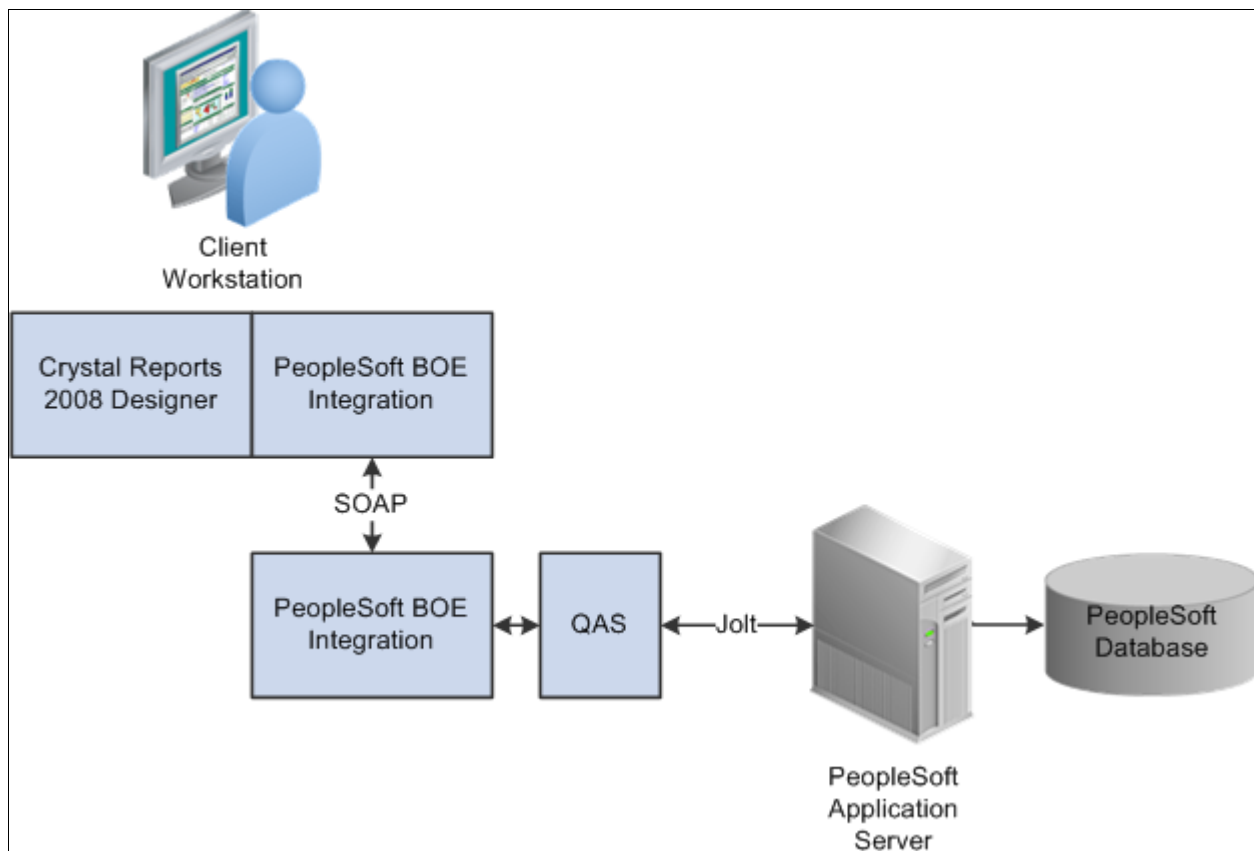 Client
Workstation
Crystal Reports
2008 Designer
PeopleSoft BOE
Integration
SOAP
PeopleSoft BOE
Integration
QAS
Jolt
PeopleSoft
Database
PeopleSoft
Application
Server